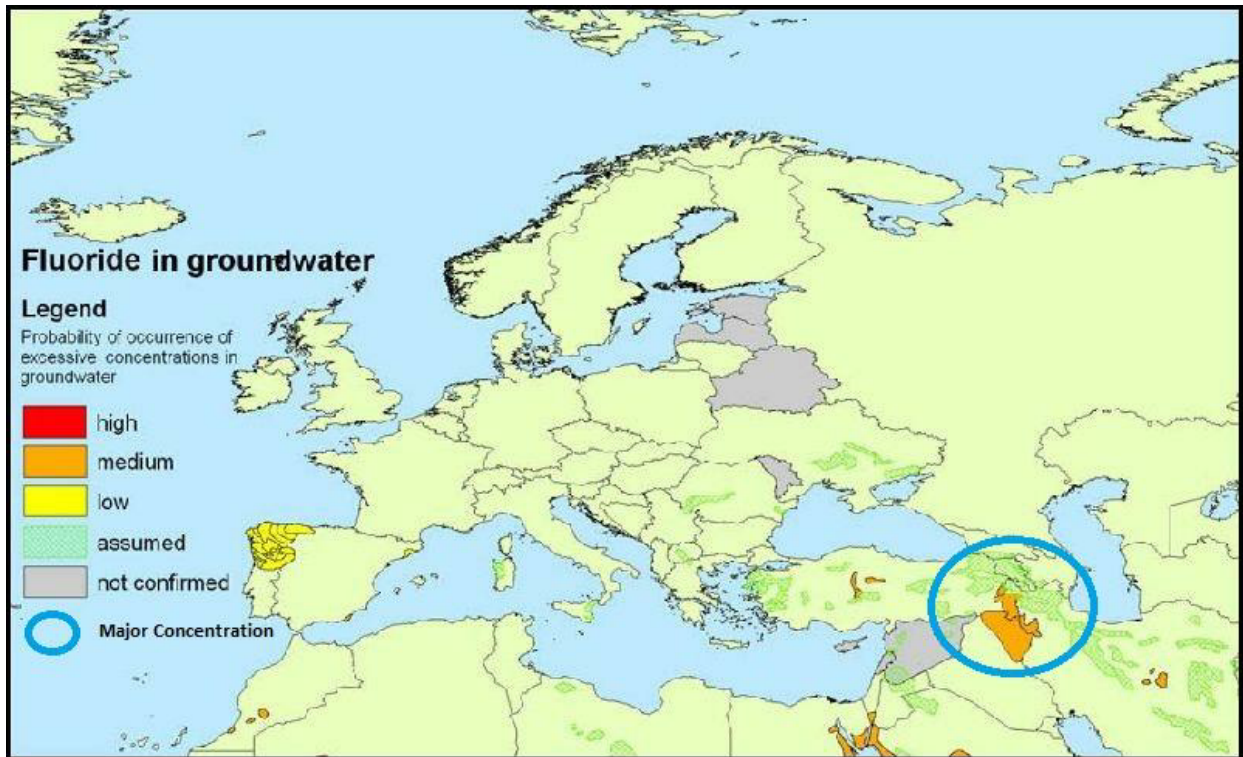 Fluoride in groundwater
Legend
Probability of occurrence of
excessive concentrations in
groundwater
high
medium
low
assumed
not confirmed
Major Concentration